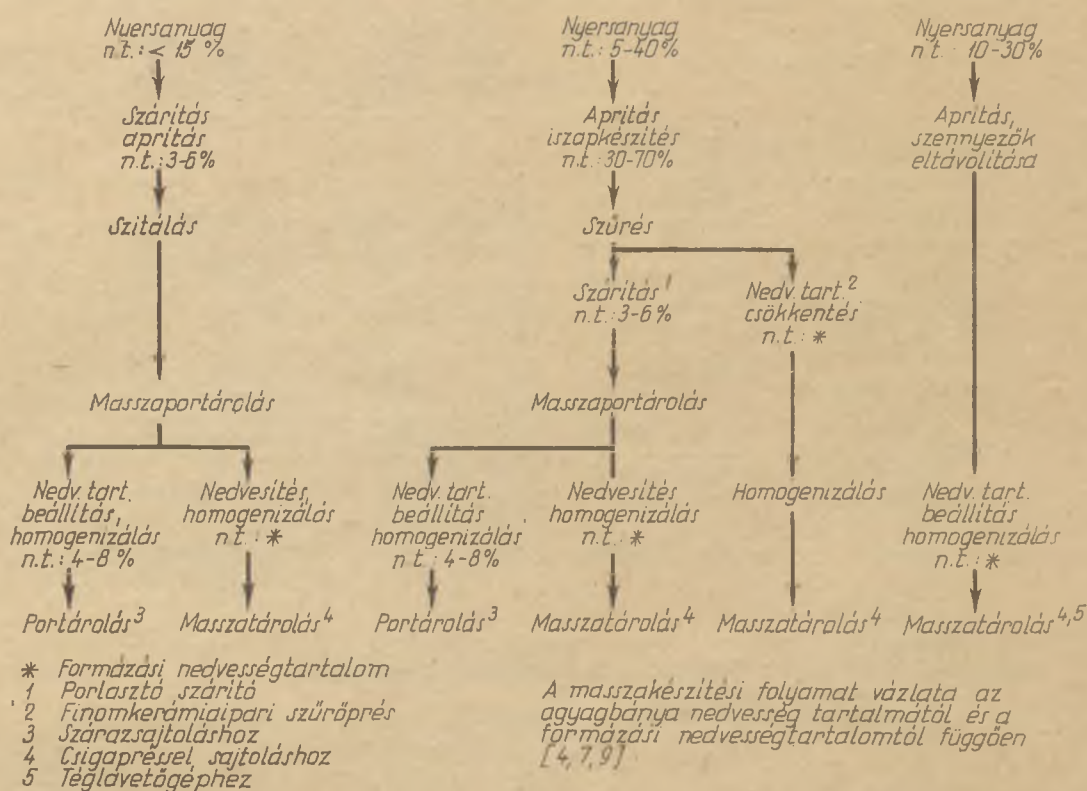 Nyersanyag
n.t.: < 15 %
Szárítás
aprítás
n.t.: 3-6%
Szitálás
Masszaportárolás
Nedv. tart.
beállítás,
homogenizálás
n.t.: 4-8 %
Portárolás³
Nedvesítés,
homogenizálás
n.t.: *
Masszatárolás⁴
Nyersanyag
n.t.: 5-40%
Aprítás
iszapkészítés
n.t.: 30-70%
Szűrés
Szárítás¹
n.t.: 3-6%
Masszaportárolás
Nedv. tart.
beállítás
homogenizálás
n.t.: 4-8%
Portárolás³
Nedvesítés
homogenizálás
n.t.: *
Masszatárolás⁴
Nedv. tart.²
csökkentés
n.t.: *
Homogenizálás
Masszatárolás⁴
Nyersanyag
n.t.: 10-30%
Aprítás,
szennyezők
eltávolítása
Nedv. tart.
beállítás
homogenizálás
n.t.: *
Masszatárolás⁴,⁵
* Formázási nedvességtartalom
1 Porlasztó szárító
2 Finomkerámiaipari szűrőprés
3 Szárazsajtoláshoz
4 Csigapréssel sajtoláshoz
5 Téglavetőgéphez
A masszakészítési folyamat vázlata az
agyagbánya nedvesség tartalmától és a
formázási nedvességtartalomtól függően
[4,7,9]